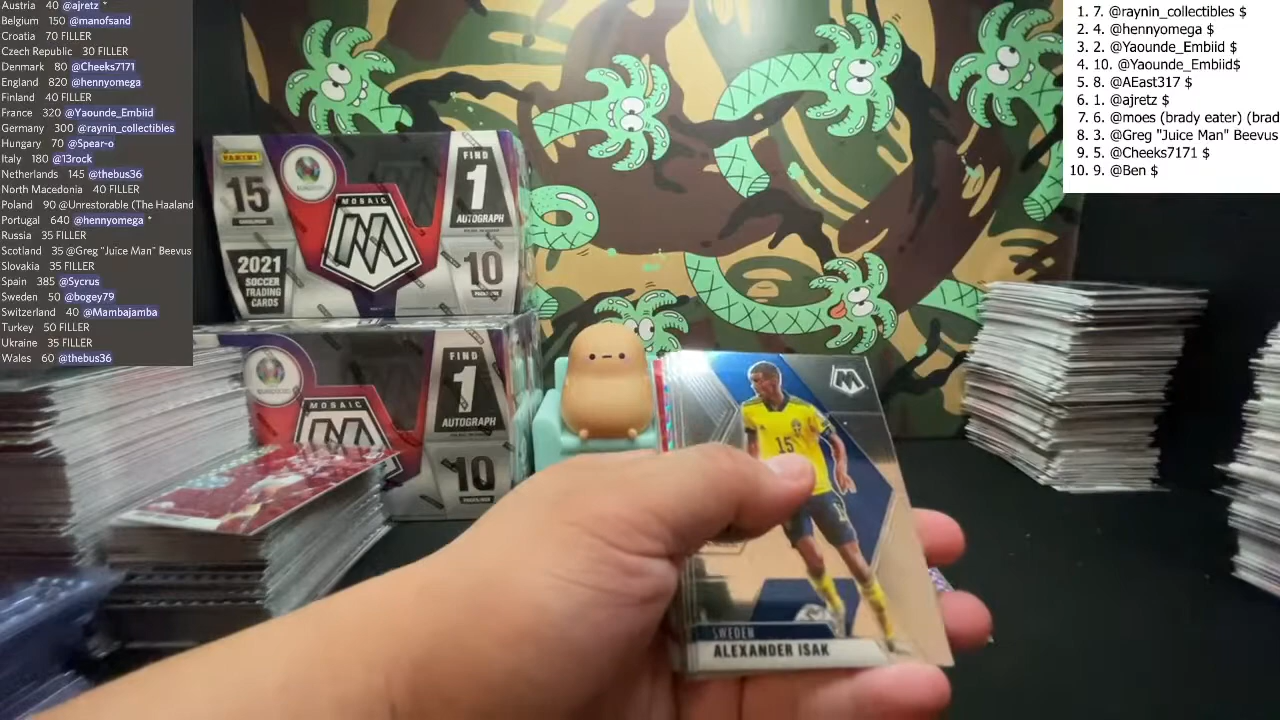 Austria 40 @ajretz *
Belgium 150 @manofsand
Croatia 70 FILLER
Czech Republic 30 FILLER
Denmark 80 @Cheeks7171
England 820 @hennyomega
Finland 40 FILLER
France 320 @Yaounde_Embiid
Germany 300 @raynin_collectibles
Hungary 70 @Spear-o
Italy 180 @13rock
Netherlands 145 @thebus36
North Macedonia 40 FILLER
Poland 90 @Unrestorable (The Haaland
Portugal 640 @hennyomega *
Russia 35 FILLER
Scotland 35 @Greg "Juice Man" Beevus
Slovakia 35 FILLER
Spain 385 @Sycrus
Sweden 50 @bogey79
Switzerland 40 @Mambajamba
Turkey 50 FILLER
Ukraine 35 FILLER
Wales 60 @thebus36
1. 7. @raynin_collectibles $
2. 4. @hennyomega $
3. 2. @Yaounde_Embiid $
4. 10. @Yaounde_Embiid$
5. 8. @AEast317 $
6. 1. @ajretz $
7. 6. @moes (brady eater) (brad
8. 3. @Greg "Juice Man" Beevus
9. 5. @Cheeks7171 $
10. 9. @Ben $
PANINI
15
2021
SOCCER
TRADING
CARDS
MOSAIC
M
FIND
1
AUTOGRAPH
10
MOSAIC
M
FIND
1
AUTOGRAPH
10
M
15
SWEDEN
ALEXANDER ISAK